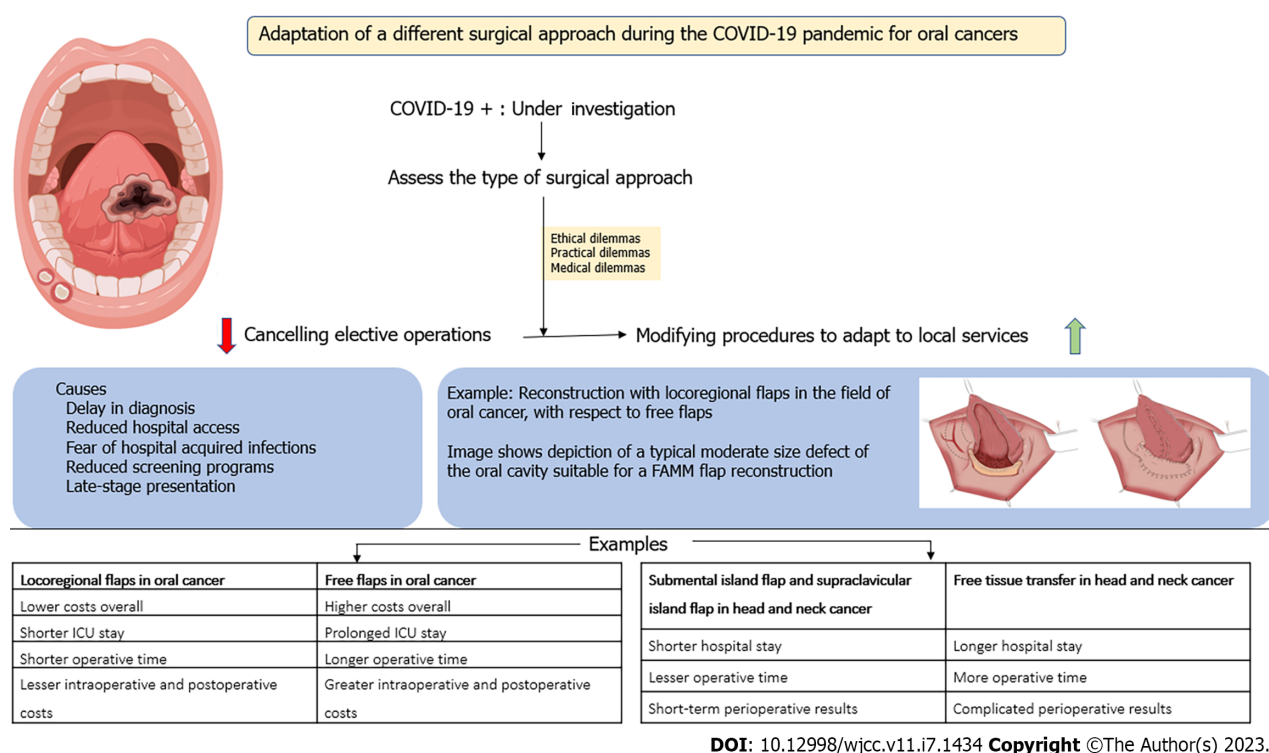 Adaptation of a different surgical approach during the COVID-19 pandemic for oral cancers
COVID-19 + : Under investigation
Assess the type of surgical approach
Ethical dilemmas
Practical dilemmas
Medical dilemmas
Cancelling elective operations
Modifying procedures to adapt to local services
Causes
Delay in diagnosis
Reduced hospital access
Fear of hospital acquired infections
Reduced screening programs
Late-stage presentation
Example: Reconstruction with locoregional flaps in the field of
oral cancer, with respect to free flaps
Image shows depiction of a typical moderate size defect of
the oral cavity suitable for a FAMM flap reconstruction
Examples
Locoregional flaps in oral cancer
Free flaps in oral cancer
Lower costs overall
Higher costs overall
Shorter ICU stay
Prolonged ICU stay
Shorter operative time
Longer operative time
Lesser intraoperative and postoperative
costs
Greater intraoperative and postoperative
costs
Submental island flap and supraclavicular
island flap in head and neck cancer
Free tissue transfer in head and neck cancer
Shorter hospital stay
Longer hospital stay
Lesser operative time
More operative time
Short-term perioperative results
Complicated perioperative results
DOI: 10.12998/wjcc.v11.i7.1434 Copyright ©The Author(s) 2023.